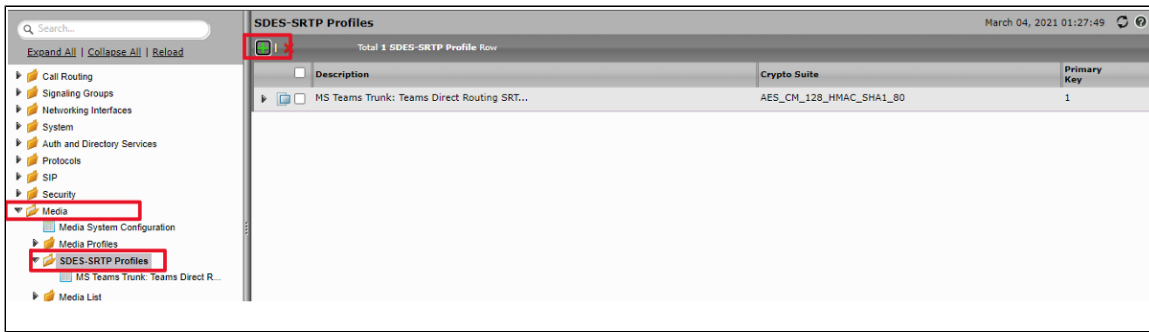 Search...
Expand All | Collapse All | Reload
Call Routing
Signaling Groups
Networking Interfaces
System
Auth and Directory Services
Protocols
SIP
Security
Media
Media System Configuration
Media Profiles
SDES-SRTP Profiles
MS Teams Trunk: Teams Direct R...
Media List
SDES-SRTP Profiles
March 04, 2021 01:27:49
Total 1 SDES-SRTP Profile Row
Description
Crypto Suite
Primary
Key
MS Teams Trunk: Teams Direct Routing SRT...
AES_CM_128_HMAC_SHA1_80
1